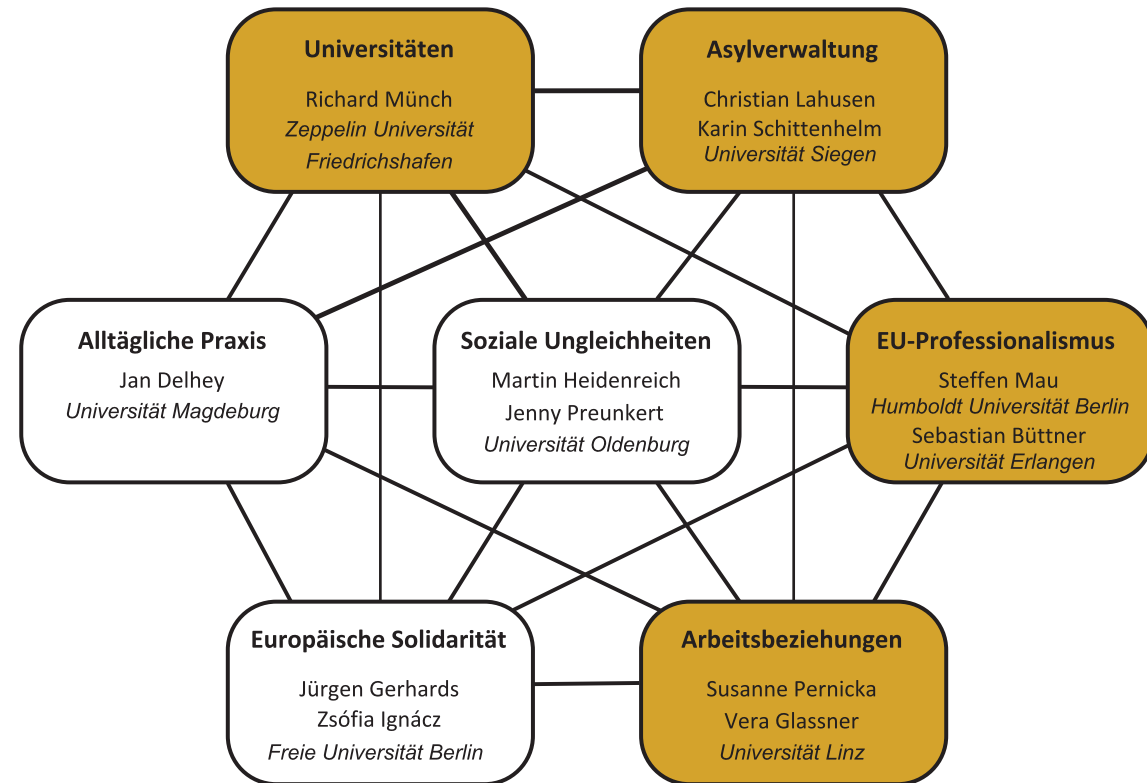 Universitäten
Richard Münch
Zeppelin Universität
Friedrichshafen
Asylverwaltung
Christian Lahusen
Karin Schittenhelm
Universität Siegen
Alltägliche Praxis
Jan Delhey
Universität Magdeburg
Soziale Ungleichheiten
Martin Heidenreich
Jenny Preunkert
Universität Oldenburg
EU-Professionalismus
Steffen Mau
Humboldt Universität Berlin
Sebastian Büttner
Universität Erlangen
Europäische Solidarität
Jürgen Gerhards
Zsófia Ignácz
Freie Universität Berlin
Arbeitsbeziehungen
Susanne Pernicka
Vera Glassner
Universität Linz